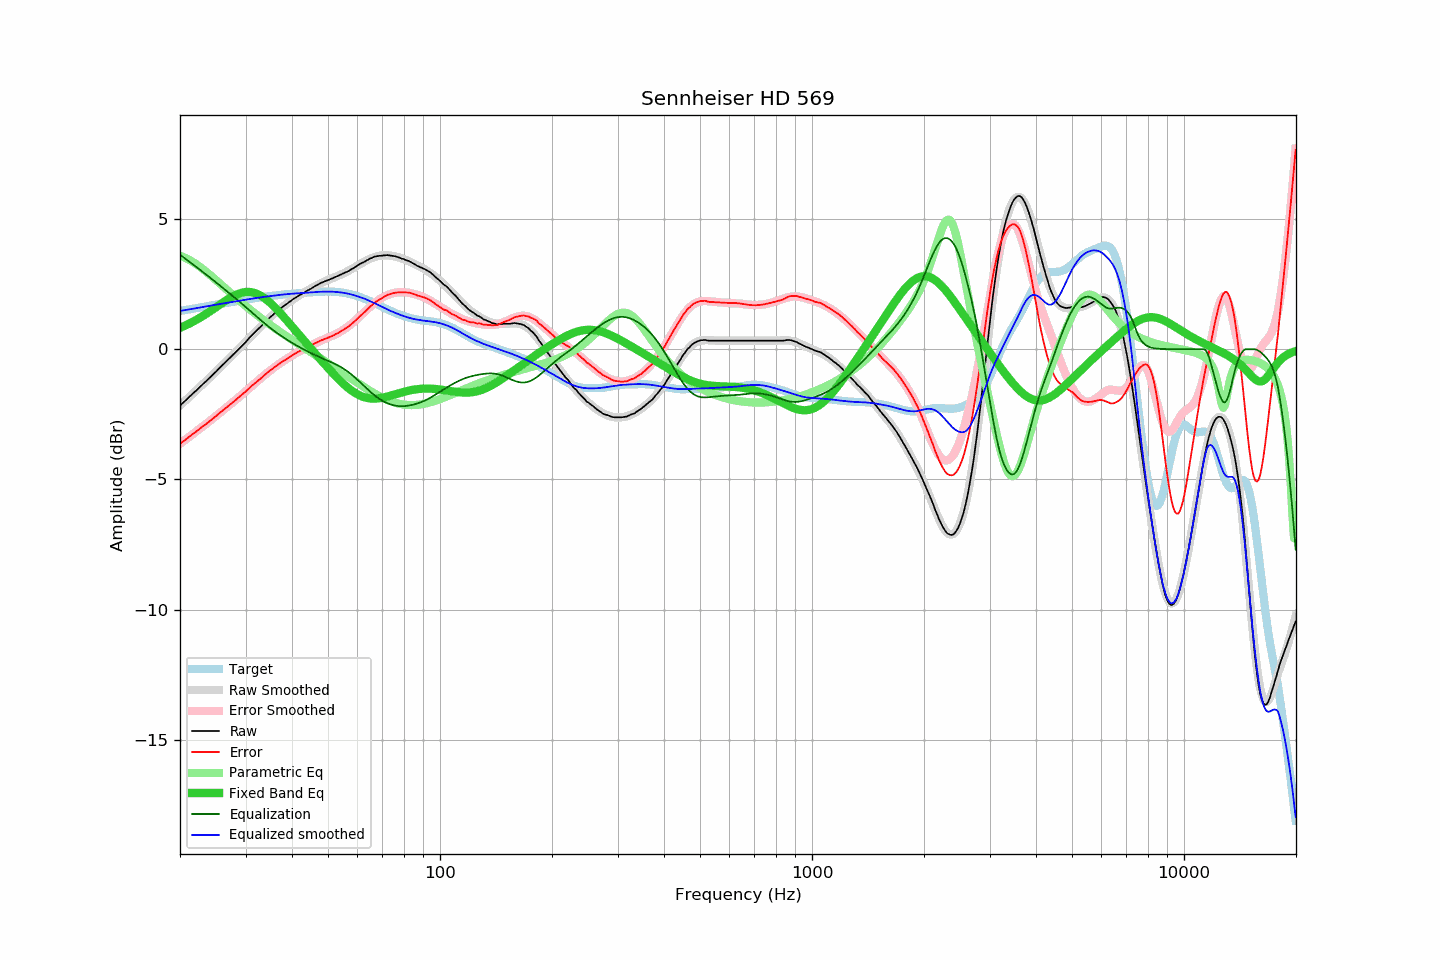 Sennheiser HD 569
Amplitude (dBr)
5
0
−5
−10
−15
Target
Raw Smoothed
Error Smoothed
Raw
Error
Parametric Eq
Fixed Band Eq
Equalization
Equalized smoothed
100
1000
10000
Frequency (Hz)